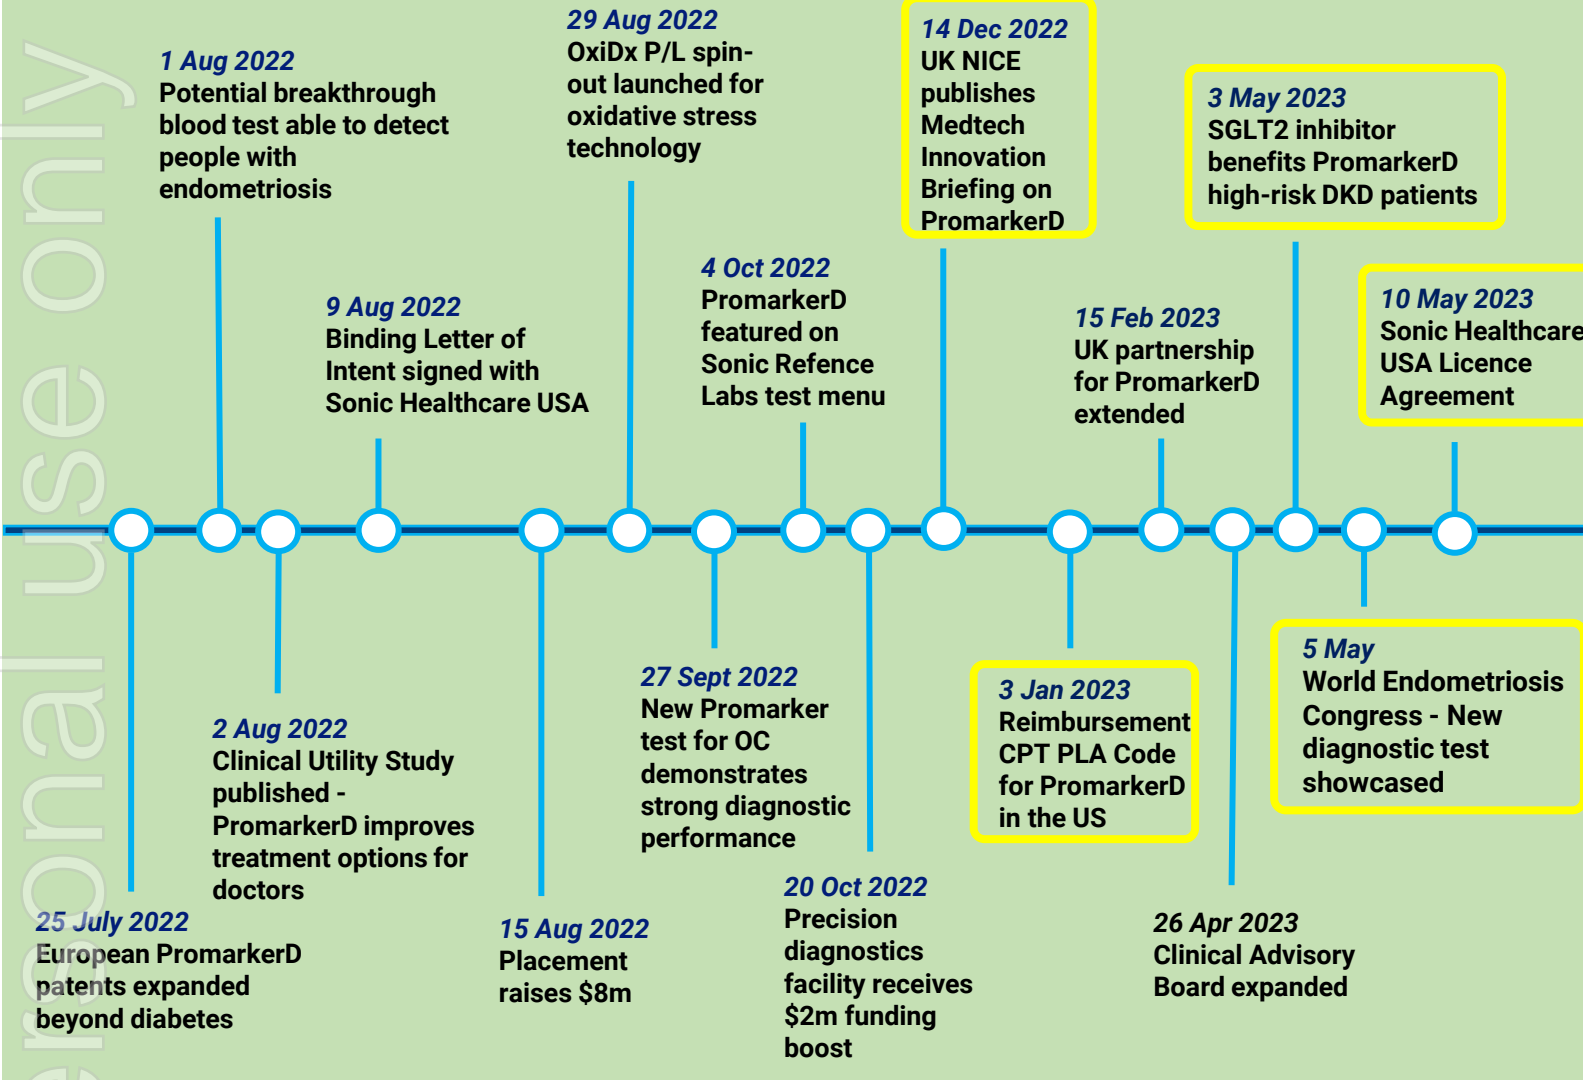 1 Aug 2022
Potential breakthrough
blood test able to detect
people with
endometriosis
29 Aug 2022
OxiDx P/L spin-
out launched for
oxidative stress
technology
14 Dec 2022
UK NICE
publishes
Medtech
Innovation
Briefing on
PromarkerD
3 May 2023
SGLT2 inhibitor
benefits PromarkerD
high-risk DKD patients
9 Aug 2022
Binding Letter of
Intent signed with
Sonic Healthcare USA
4 Oct 2022
PromarkerD
featured on
Sonic Refence
Labs test menu
15 Feb 2023
UK partnership
for PromarkerD
extended
10 May 2023
Sonic Healthcare
USA Licence
Agreement
25 July 2022
European PromarkerD
patents expanded
beyond diabetes
2 Aug 2022
Clinical Utility Study
published -
PromarkerD improves
treatment options for
doctors
15 Aug 2022
Placement
raises $8m
27 Sept 2022
New Promarker
test for OC
demonstrates
strong diagnostic
performance
20 Oct 2022
Precision
diagnostics
facility receives
$2m funding
boost
3 Jan 2023
Reimbursement
CPT PLA Code
for PromarkerD
in the US
26 Apr 2023
Clinical Advisory
Board expanded
5 May
World Endometriosis
Congress - New
diagnostic test
showcased
ersonal use only